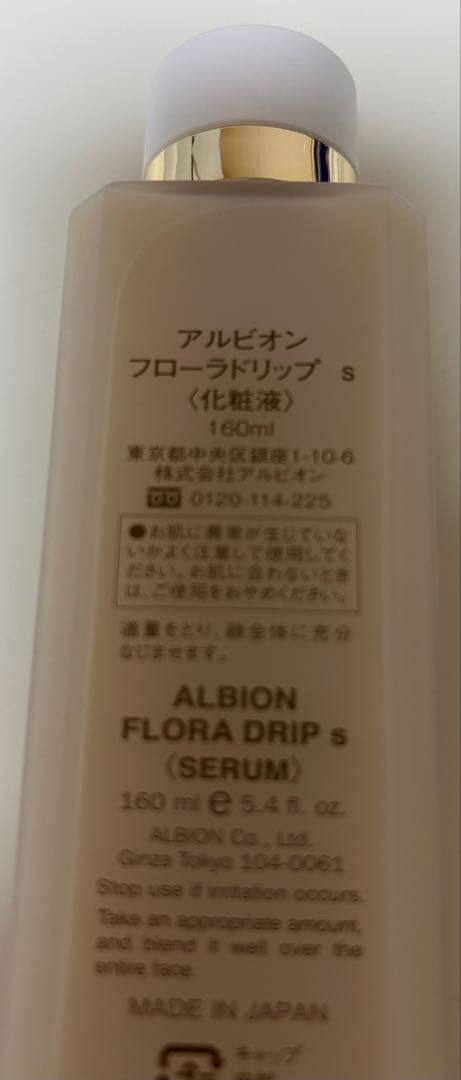 アルビオン
フローラドリップ s
〈化粧液〉
160ml
東京都中央区銀座1-10-6
株式会社アルビオン
0120-114-225
●お肌に異常が生じていな
いかよく注意して使用してく
ださい。お肌に合わないとき
は、ご使用をおやめください。
適量をとり、顔全体に充分
なじませます。
ALBION
FLORA DRIP s
〈SERUM〉
160 ml ℮ 5.4 fl. oz.
ALBION Co., Ltd.
Ginza Tokyo 104-0061
Stop use if irritation occurs.
Take an appropriate amount,
and blend it well over the
entire face.
MADE IN JAPAN
キャップ